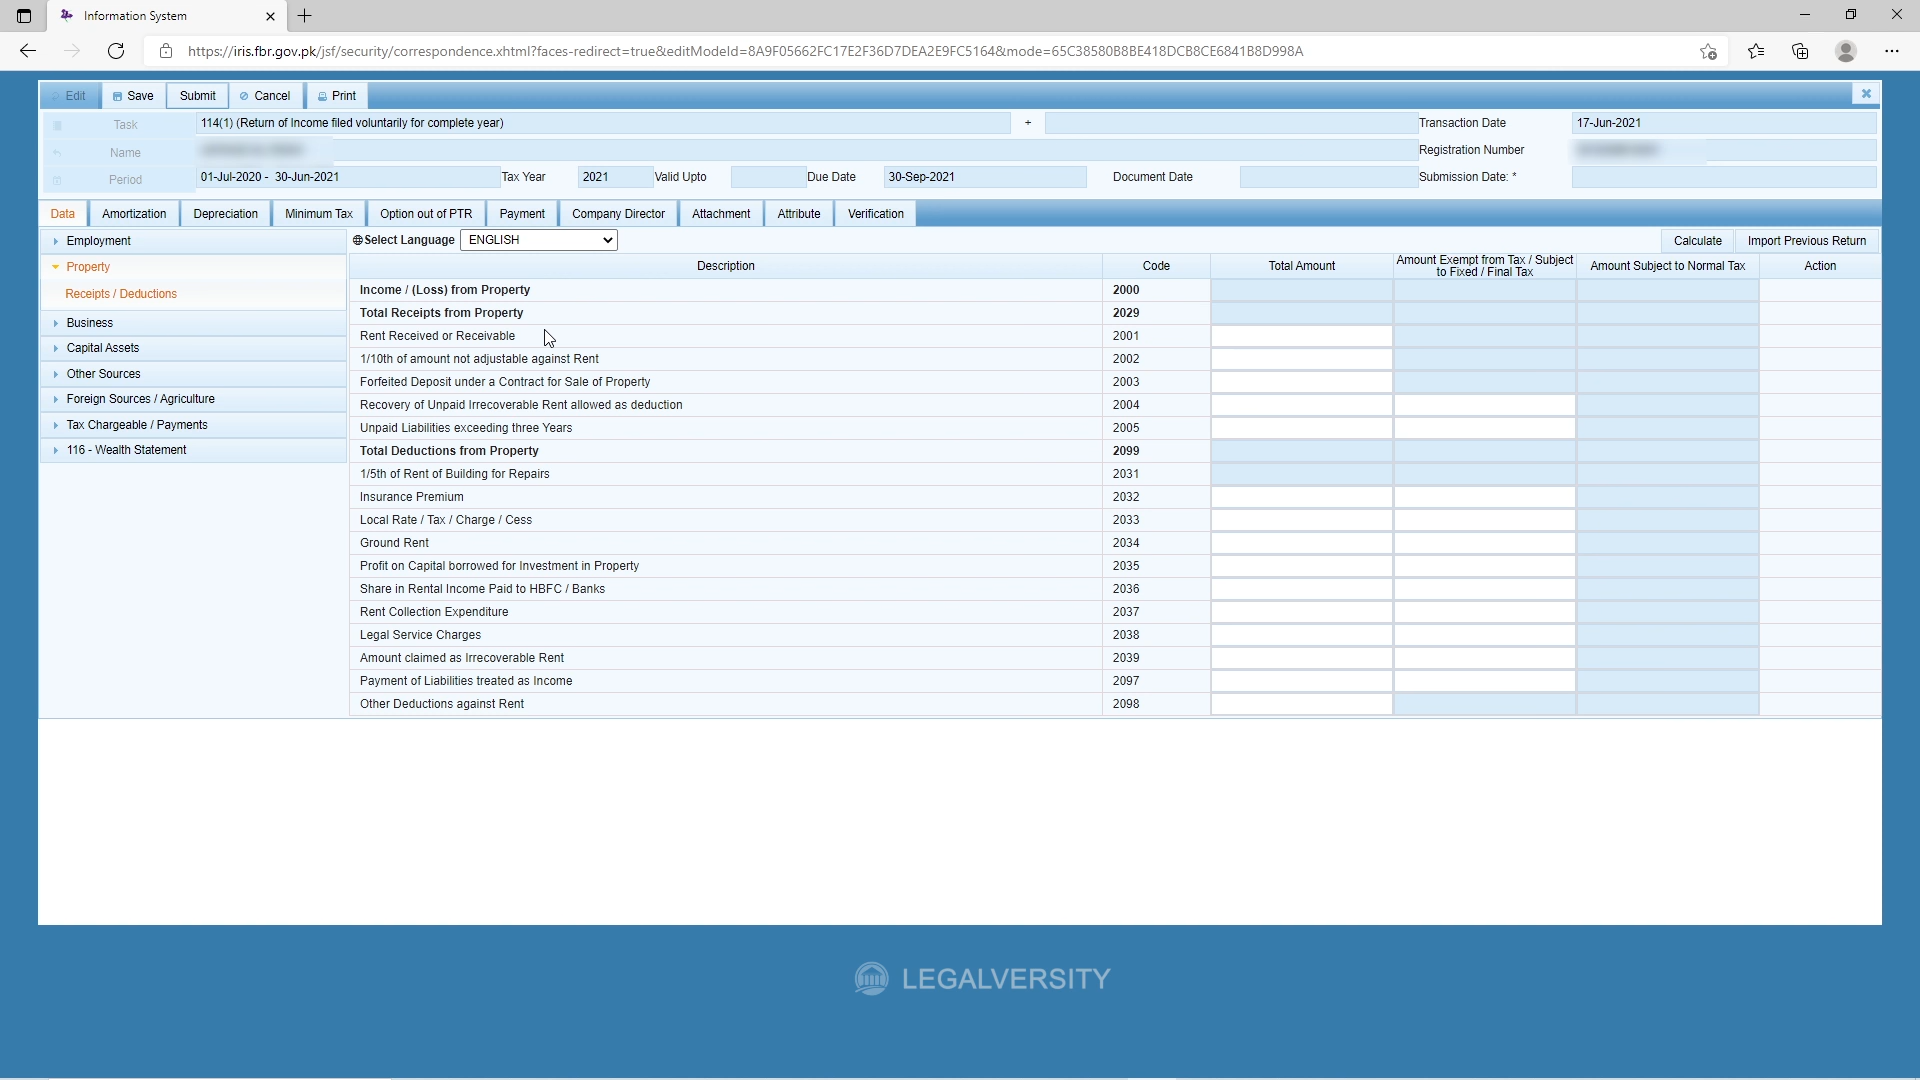 Information System
https://iris.fbr.gov.pk/jsf/security/correspondence.xhtml?faces-redirect=true&editModeId=8A9F05662FC17E2F36D7DEA2E9FC5164&mode=65C38580B8BE418DCB8CE6841B8D998A
Edit Save Submit Cancel Print
Task 114(1) (Return of Income filed voluntarily for complete year) + Transaction Date 17-Jun-2021
Name Registration Number
Period 01-Jul-2020 - 30-Jun-2021 Tax Year 2021 Valid Upto Due Date 30-Sep-2021 Document Date Submission Date: *
Data Amortization Depreciation Minimum Tax Option out of PTR Payment Company Director Attachment Attribute Verification
Employment
Property
Receipts / Deductions
Business
Capital Assets
Other Sources
Foreign Sources / Agriculture
Tax Chargeable / Payments
116 - Wealth Statement
Select Language ENGLISH Calculate Import Previous Return
Description Code Total Amount Amount Exempt from Tax / Subject to Fixed / Final Tax Amount Subject to Normal Tax Action
Income / (Loss) from Property 2000
Total Receipts from Property 2029
Rent Received or Receivable 2001
1/10th of amount not adjustable against Rent 2002
Forfeited Deposit under a Contract for Sale of Property 2003
Recovery of Unpaid Irrecoverable Rent allowed as deduction 2004
Unpaid Liabilities exceeding three Years 2005
Total Deductions from Property 2099
1/5th of Rent of Building for Repairs 2031
Insurance Premium 2032
Local Rate / Tax / Charge / Cess 2033
Ground Rent 2034
Profit on Capital borrowed for Investment in Property 2035
Share in Rental Income Paid to HBFC / Banks 2036
Rent Collection Expenditure 2037
Legal Service Charges 2038
Amount claimed as Irrecoverable Rent 2039
Payment of Liabilities treated as Income 2097
Other Deductions against Rent 2098
LEGALVERSITY